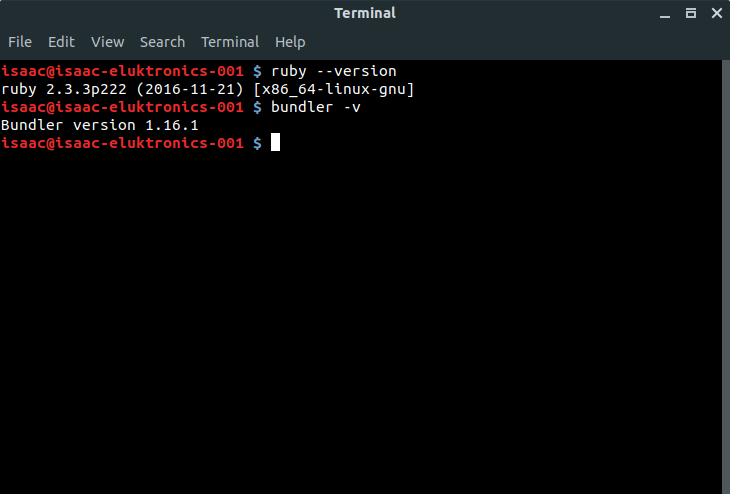 Terminal
File Edit View Search Terminal Help
isaac@isaac-eluktronics-001 $ ruby --version
ruby 2.3.3p222 (2016-11-21) [x86_64-linux-gnu]
isaac@isaac-eluktronics-001 $ bundler -v
Bundler version 1.16.1
isaac@isaac-eluktronics-001 $